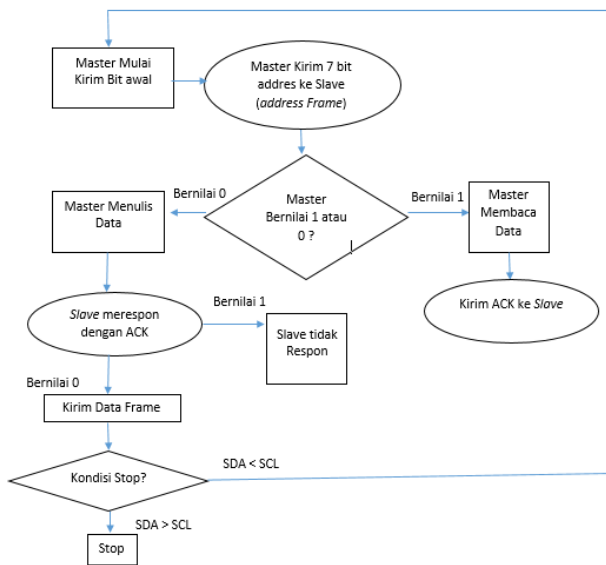 Master Mulai
Kirim Bit awal
Master Kirim 7 bit
addres ke Slave
(address Frame)
Master
Bernilai 1 atau
0 ?
Bernilai 0
Bernilai 1
Master Menulis
Data
Master
Membaca
Data
Slave merespon
dengan ACK
Bernilai 1
Slave tidak
Respon
Kirim ACK ke Slave
Bernilai 0
Kirim Data Frame
Kondisi Stop?
SDA < SCL
SDA > SCL
Stop